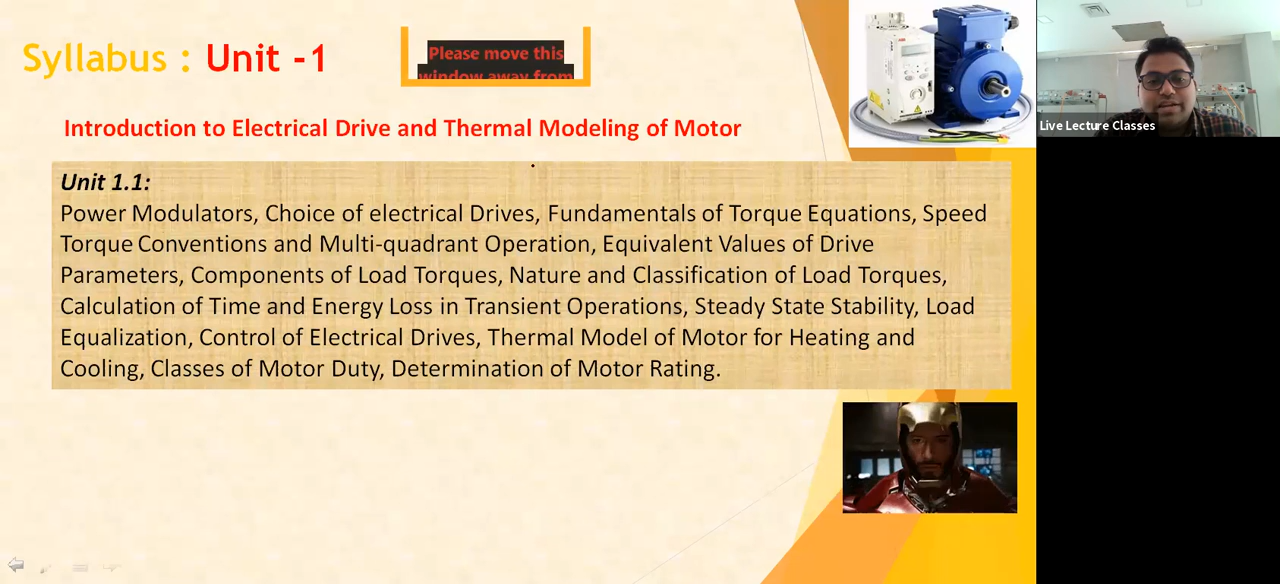 Syllabus : Unit -1
Please move this
window away from
Introduction to Electrical Drive and Thermal Modeling of Motor
Live Lecture Classes
Unit 1.1:
Power Modulators, Choice of electrical Drives, Fundamentals of Torque Equations, Speed
Torque Conventions and Multi-quadrant Operation, Equivalent Values of Drive
Parameters, Components of Load Torques, Nature and Classification of Load Torques,
Calculation of Time and Energy Loss in Transient Operations, Steady State Stability, Load
Equalization, Control of Electrical Drives, Thermal Model of Motor for Heating and
Cooling, Classes of Motor Duty, Determination of Motor Rating.